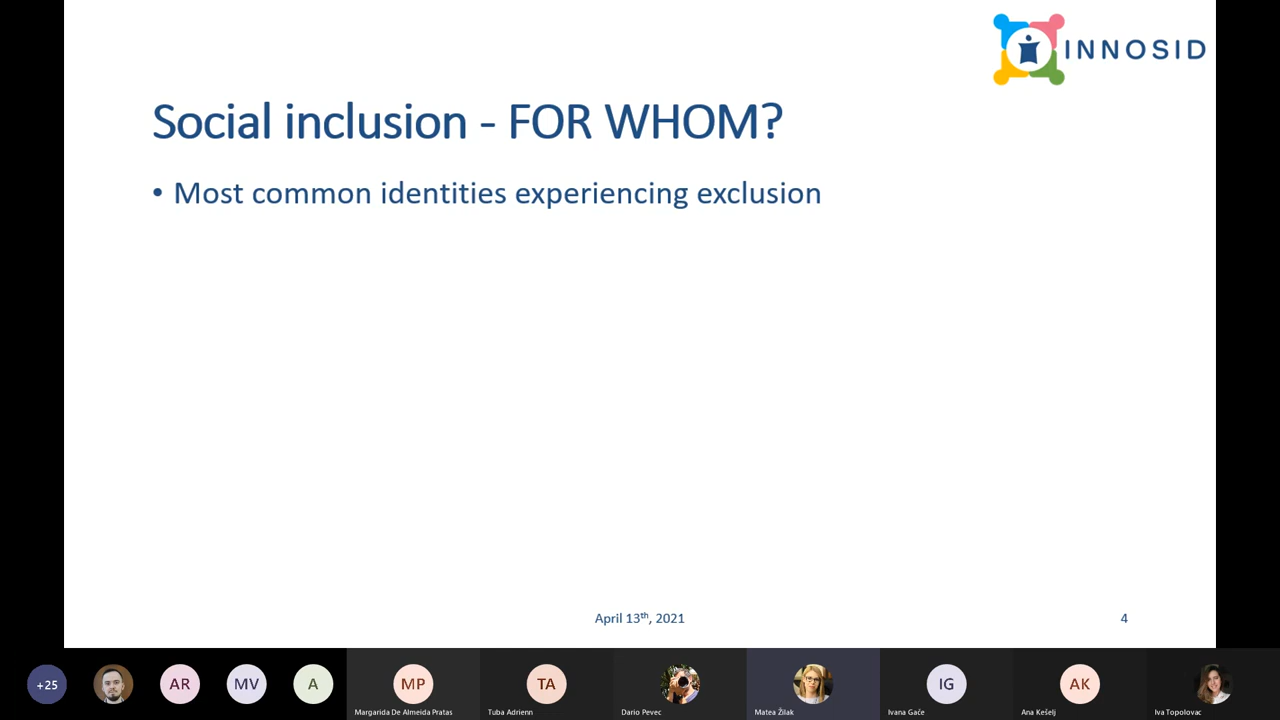 INNOSID
Social inclusion - FOR WHOM?
• Most common identities experiencing exclusion
April 13th, 2021
4
+25
AR
MV
A
MP
TA
IG
AK
Margarida De Almeida Pratas
Tuba Adrienn
Dario Pevec
Matea Žilak
Ivana Gaće
Ana Kešelj
Iva Topolovac